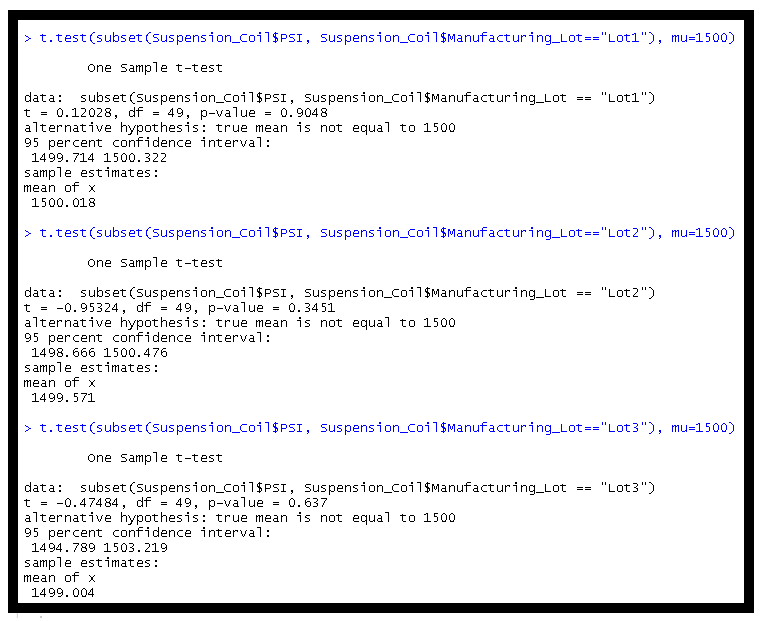 > t.test(subset(Suspension_Coil$PSI, Suspension_Coil$Manufacturing_Lot=="Lot1"), mu=1500)
One Sample t-test
data:  subset(Suspension_Coil$PSI, Suspension_Coil$Manufacturing_Lot == "Lot1")
t = 0.12028, df = 49, p-value = 0.9048
alternative hypothesis: true mean is not equal to 1500
95 percent confidence interval:
1499.714 1500.322
sample estimates:
mean of x
1500.018
> t.test(subset(Suspension_Coil$PSI, Suspension_Coil$Manufacturing_Lot=="Lot2"), mu=1500)
One Sample t-test
data:  subset(Suspension_Coil$PSI, Suspension_Coil$Manufacturing_Lot == "Lot2")
t = -0.95324, df = 49, p-value = 0.3451
alternative hypothesis: true mean is not equal to 1500
95 percent confidence interval:
1498.666 1500.476
sample estimates:
mean of x
1499.571
> t.test(subset(Suspension_Coil$PSI, Suspension_Coil$Manufacturing_Lot=="Lot3"), mu=1500)
One Sample t-test
data:  subset(Suspension_Coil$PSI, Suspension_Coil$Manufacturing_Lot == "Lot3")
t = -0.47484, df = 49, p-value = 0.637
alternative hypothesis: true mean is not equal to 1500
95 percent confidence interval:
1494.789 1503.219
sample estimates:
mean of x
1499.004